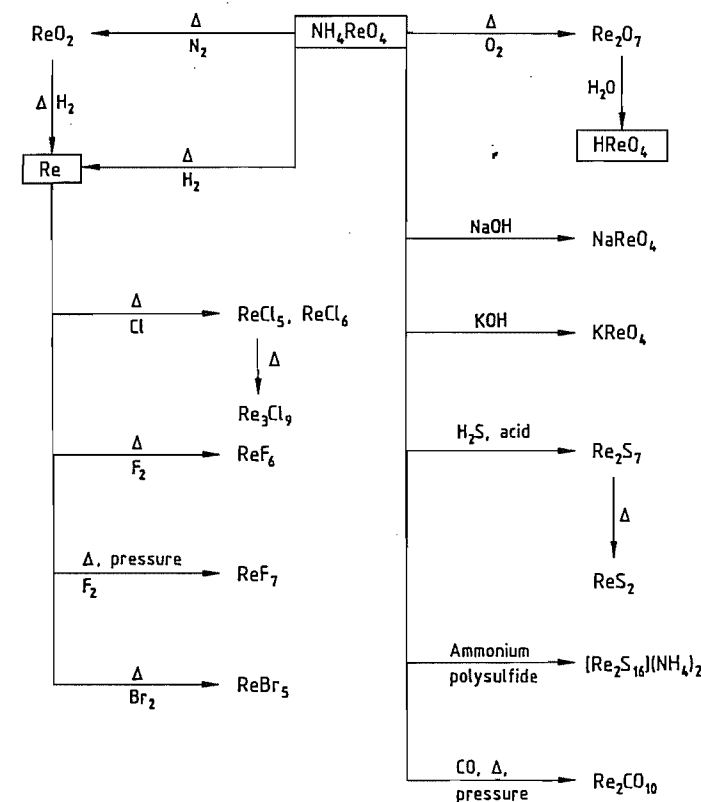 ReO₂
Δ
N₂
NH₄ReO₄
Δ
O₂
Re₂O₇
Δ H₂
H₂O
Re
Δ
H₂
HReO₄
NaOH
NaReO₄
Δ
Cl
ReCl₅, ReCl₆
KOH
KReO₄
Δ
Re₃Cl₉
Δ
F₂
ReF₆
H₂S, acid
Re₂S₇
Δ
Δ, pressure
F₂
ReF₇
ReS₂
Δ
Br₂
ReBr₅
Ammonium
polysulfide
[Re₂S₁₆](NH₄)₂
CO, Δ,
pressure
Re₂CO₁₀